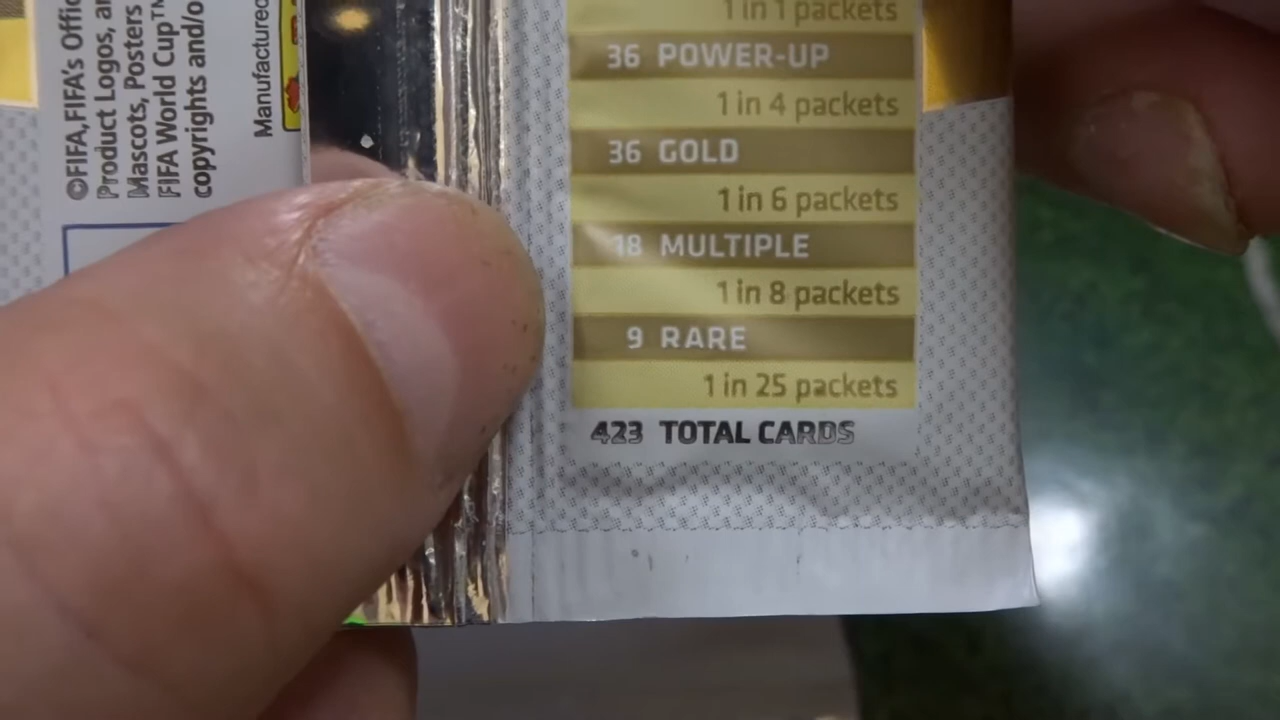 ©FIFA, FIFA's Offic
Product Logos, an
Mascots, Posters
FIFA World Cup™
copyrights and/o
Manufactured
1 in 1 packets
36 POWER-UP
1 in 4 packets
36 GOLD
1 in 6 packets
18 MULTIPLE
1 in 8 packets
9 RARE
1 in 25 packets
423 TOTAL CARDS